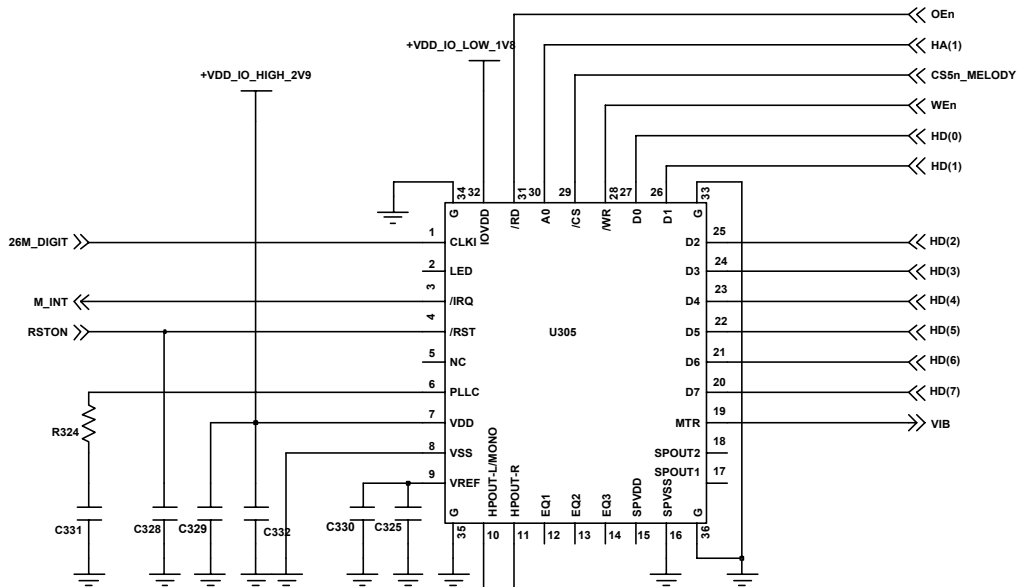 OEn
+VDD_IO_LOW_1V8
HA(1)
+VDD_IO_HIGH_2V9
CS5n_MELODY
WEn
HD(0)
HD(1)
34
32
31
30
29
28
27
26
33
G
IOVDD
/RD
A0
/CS
/WR
D0
D1
G
26M_DIGIT
1
CLKI
D2
25
HD(2)
2
LED
D3
24
HD(3)
M_INT
3
/IRQ
D4
23
HD(4)
RSTON
4
/RST
U305
D5
22
HD(5)
5
NC
D6
21
HD(6)
6
PLLC
D7
20
HD(7)
R324
7
VDD
MTR
19
VIB
8
VSS
SPOUT2
18
9
VREF
SPOUT1
17
G
HPOUT-L/MONO
HPOUT-R
EQ1
EQ2
EQ3
SPVDD
SPVSS
G
35
10
11
12
13
14
15
16
36
C331
C328
C329
C332
C330
C325